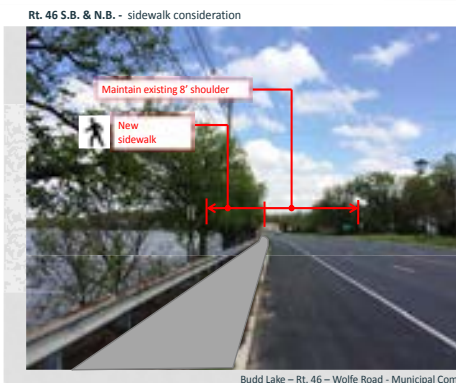 Rt. 46 S.B. & N.B. - sidewalk consideration
Maintain existing 8' shoulder
New
sidewalk
Budd Lake – Rt. 46 – Wolfe Road - Municipal Com